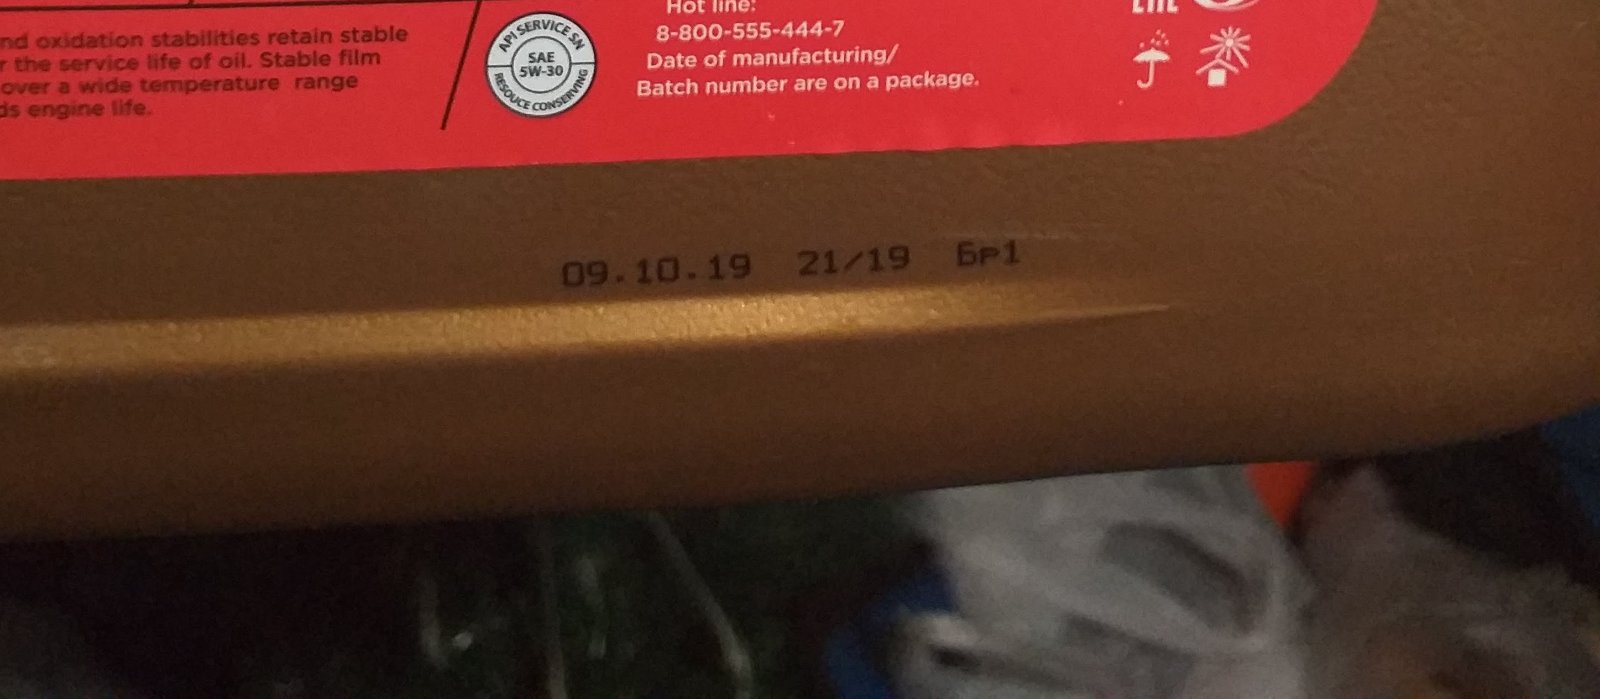 nd oxidation stabilities retain stable
r the service life of oil. Stable film
over a wide temperature range
ds engine life.
API SERVICE SN
SAE
5W-30
RESOUCE CONSERVING
Hot line:
8-800-555-444-7
Date of manufacturing/
Batch number are on a package.
09.10.19 21/19 Бр1